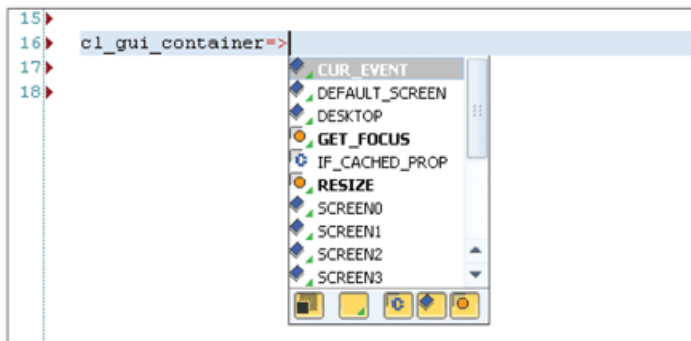 15
16 cl_gui_container=>
17
18
CUR_EVENT
DEFAULT_SCREEN
DESKTOP
GET_FOCUS
IF_CACHED_PROP
RESIZE
SCREEN0
SCREEN1
SCREEN2
SCREEN3